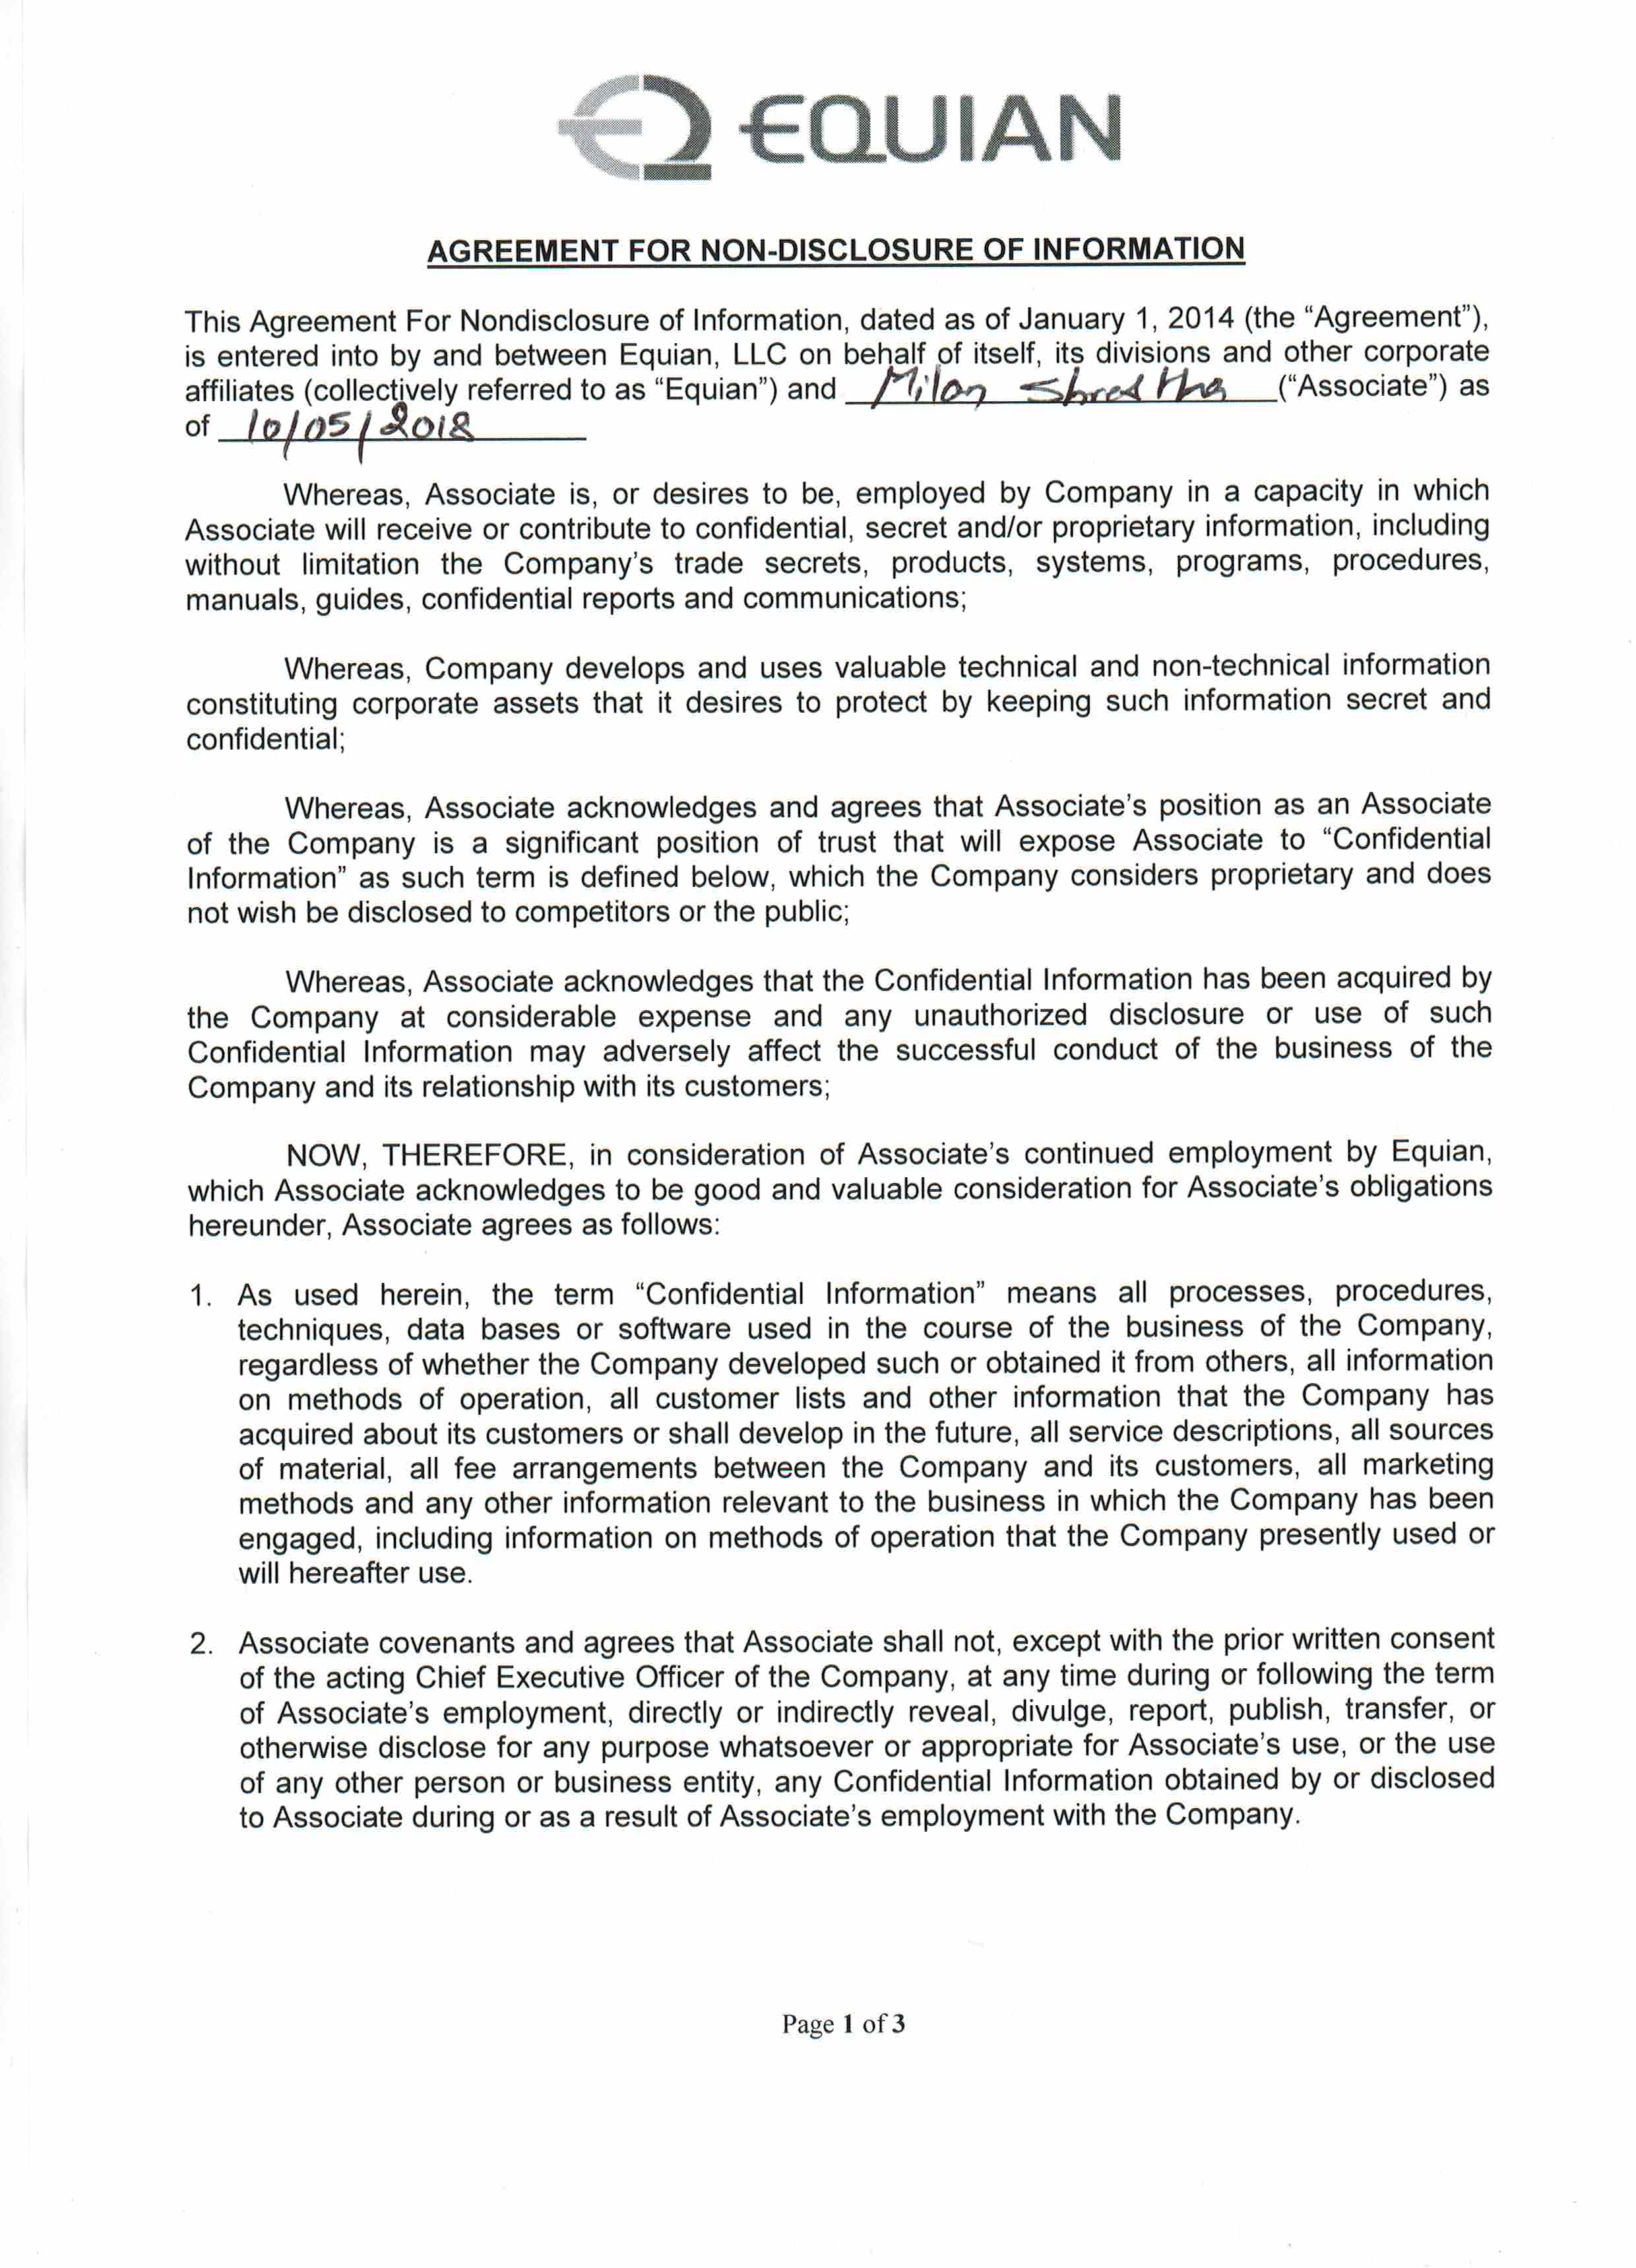 EQUIAN
AGREEMENT FOR NON-DISCLOSURE OF INFORMATION
This Agreement For Nondisclosure of Information, dated as of January 1, 2014 (the “Agreement”),
is entered into by and between Equian, LLC on behalf of itself, its divisions and other corporate
affiliates (collectively referred to as “Equian”) and Milan Shrestha (“Associate”) as
of 10/05/2018
Whereas, Associate is, or desires to be, employed by Company in a capacity in which
Associate will receive or contribute to confidential, secret and/or proprietary information, including
without limitation the Company’s trade secrets, products, systems, programs, procedures,
manuals, guides, confidential reports and communications;
Whereas, Company develops and uses valuable technical and non-technical information
constituting corporate assets that it desires to protect by keeping such information secret and
confidential;
Whereas, Associate acknowledges and agrees that Associate’s position as an Associate
of the Company is a significant position of trust that will expose Associate to “Confidential
Information” as such term is defined below, which the Company considers proprietary and does
not wish be disclosed to competitors or the public;
Whereas, Associate acknowledges that the Confidential Information has been acquired by
the Company at considerable expense and any unauthorized disclosure or use of such
Confidential Information may adversely affect the successful conduct of the business of the
Company and its relationship with its customers;
NOW, THEREFORE, in consideration of Associate’s continued employment by Equian,
which Associate acknowledges to be good and valuable consideration for Associate’s obligations
hereunder, Associate agrees as follows:
1. As used herein, the term “Confidential Information” means all processes, procedures,
techniques, data bases or software used in the course of the business of the Company,
regardless of whether the Company developed such or obtained it from others, all information
on methods of operation, all customer lists and other information that the Company has
acquired about its customers or shall develop in the future, all service descriptions, all sources
of material, all fee arrangements between the Company and its customers, all marketing
methods and any other information relevant to the business in which the Company has been
engaged, including information on methods of operation that the Company presently used or
will hereafter use.
2. Associate covenants and agrees that Associate shall not, except with the prior written consent
of the acting Chief Executive Officer of the Company, at any time during or following the term
of Associate’s employment, directly or indirectly reveal, divulge, report, publish, transfer, or
otherwise disclose for any purpose whatsoever or appropriate for Associate’s use, or the use
of any other person or business entity, any Confidential Information obtained by or disclosed
to Associate during or as a result of Associate’s employment with the Company.
Page 1 of 3